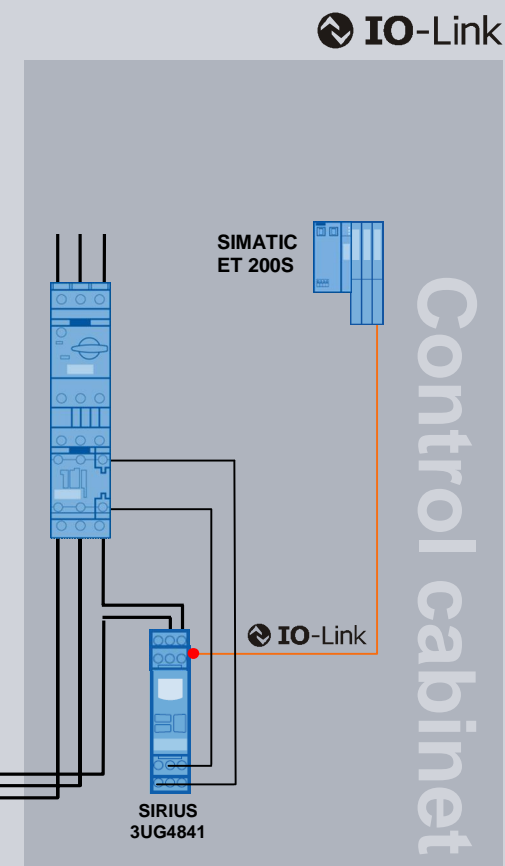 IO-Link
SIMATIC
ET 200S
Control cabinet
IO-Link
SIRIUS
3UG4841